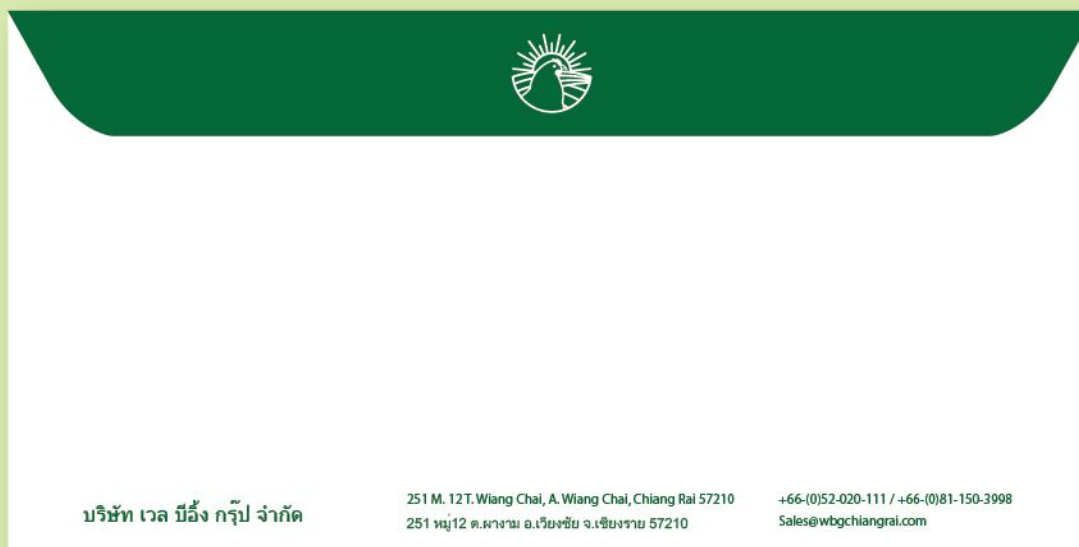 บริษัท เวล บีอิ้ง กรุ๊ป จำกัด
251 M. 12 T. Wiang Chai, A. Wiang Chai, Chiang Rai 57210
251 หมู่12 ต.ผางาม อ.เวียงชัย จ.เชียงราย 57210
+66-(0)52-020-111 / +66-(0)81-150-3998
Sales@wbgchiangrai.com